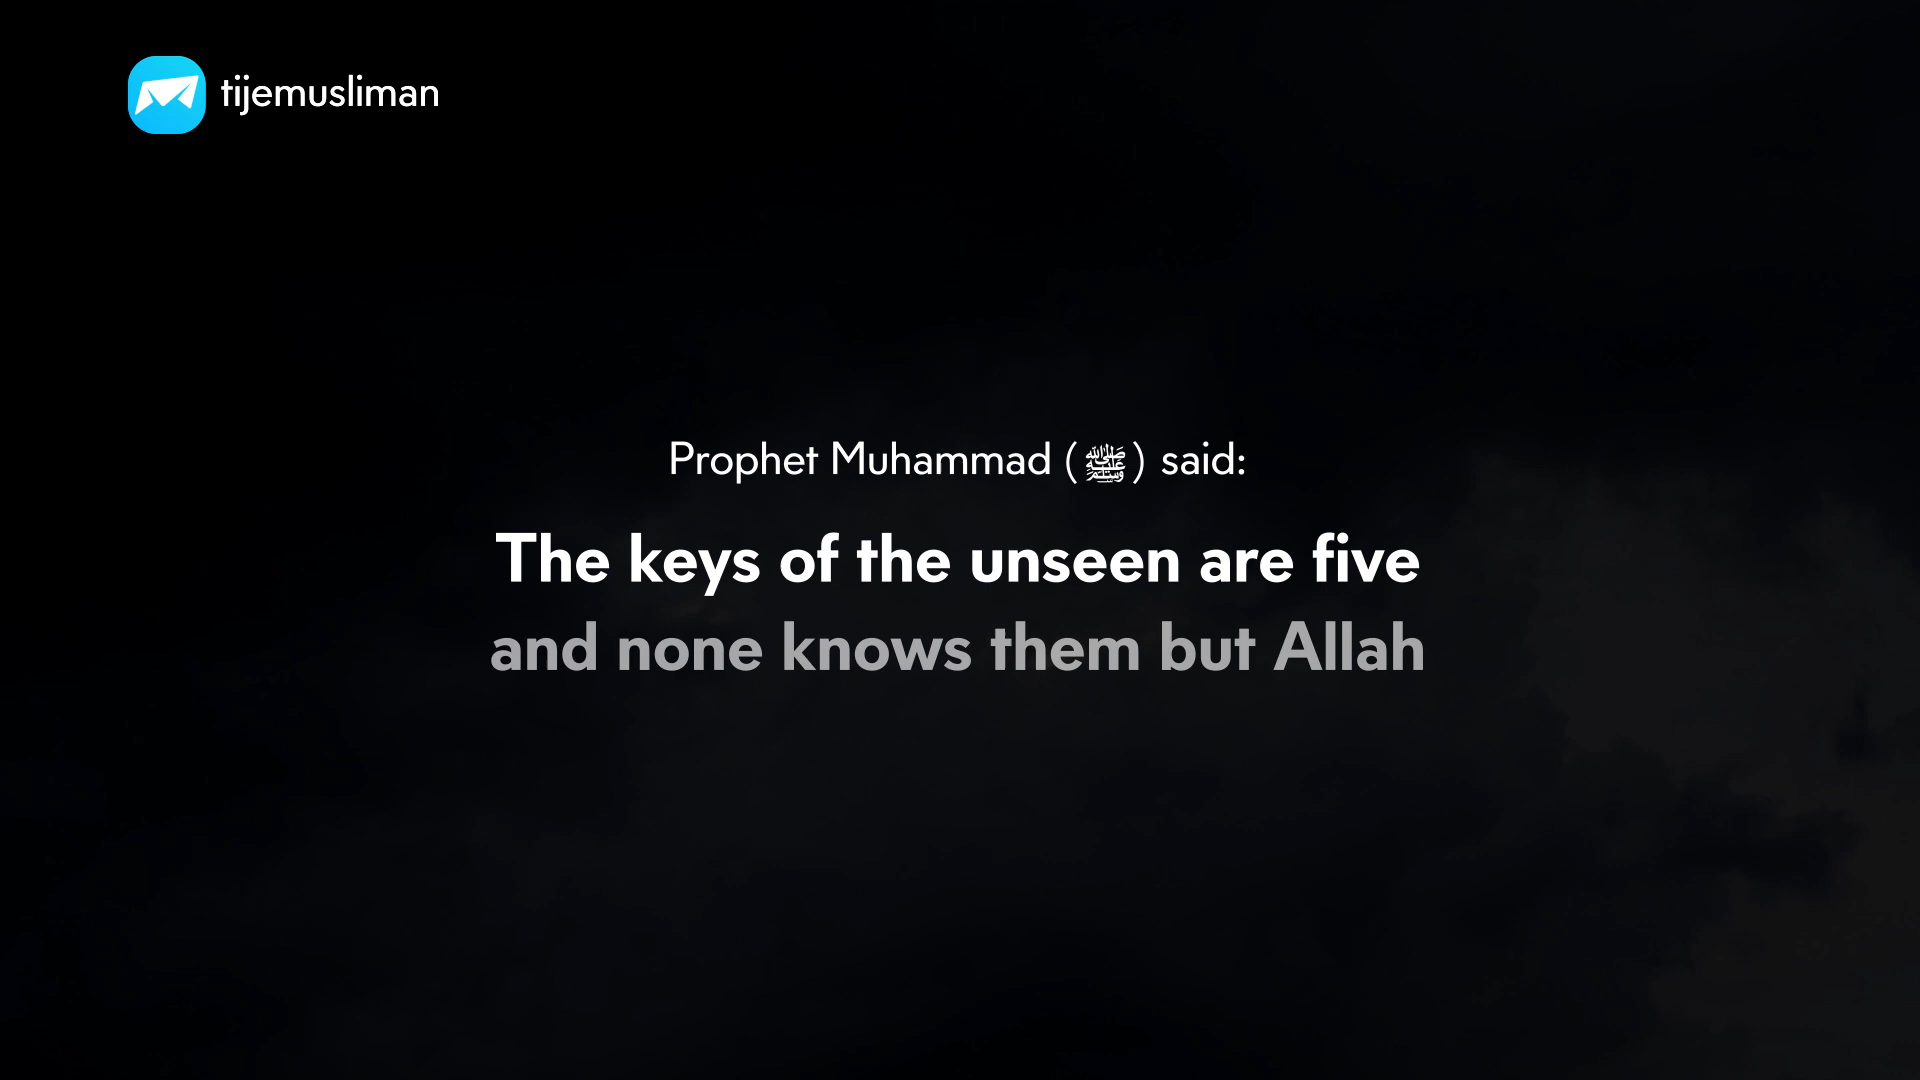 tijemusliman
Prophet Muhammad (ﷺ) said:
The keys of the unseen are five
and none knows them but Allah